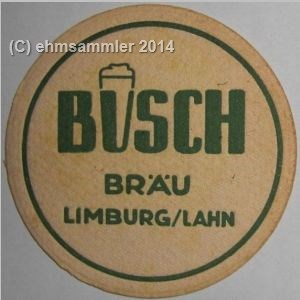 (C) ehmsammler 2014
BUSCH
BRÄU
LIMBURG/LAHN